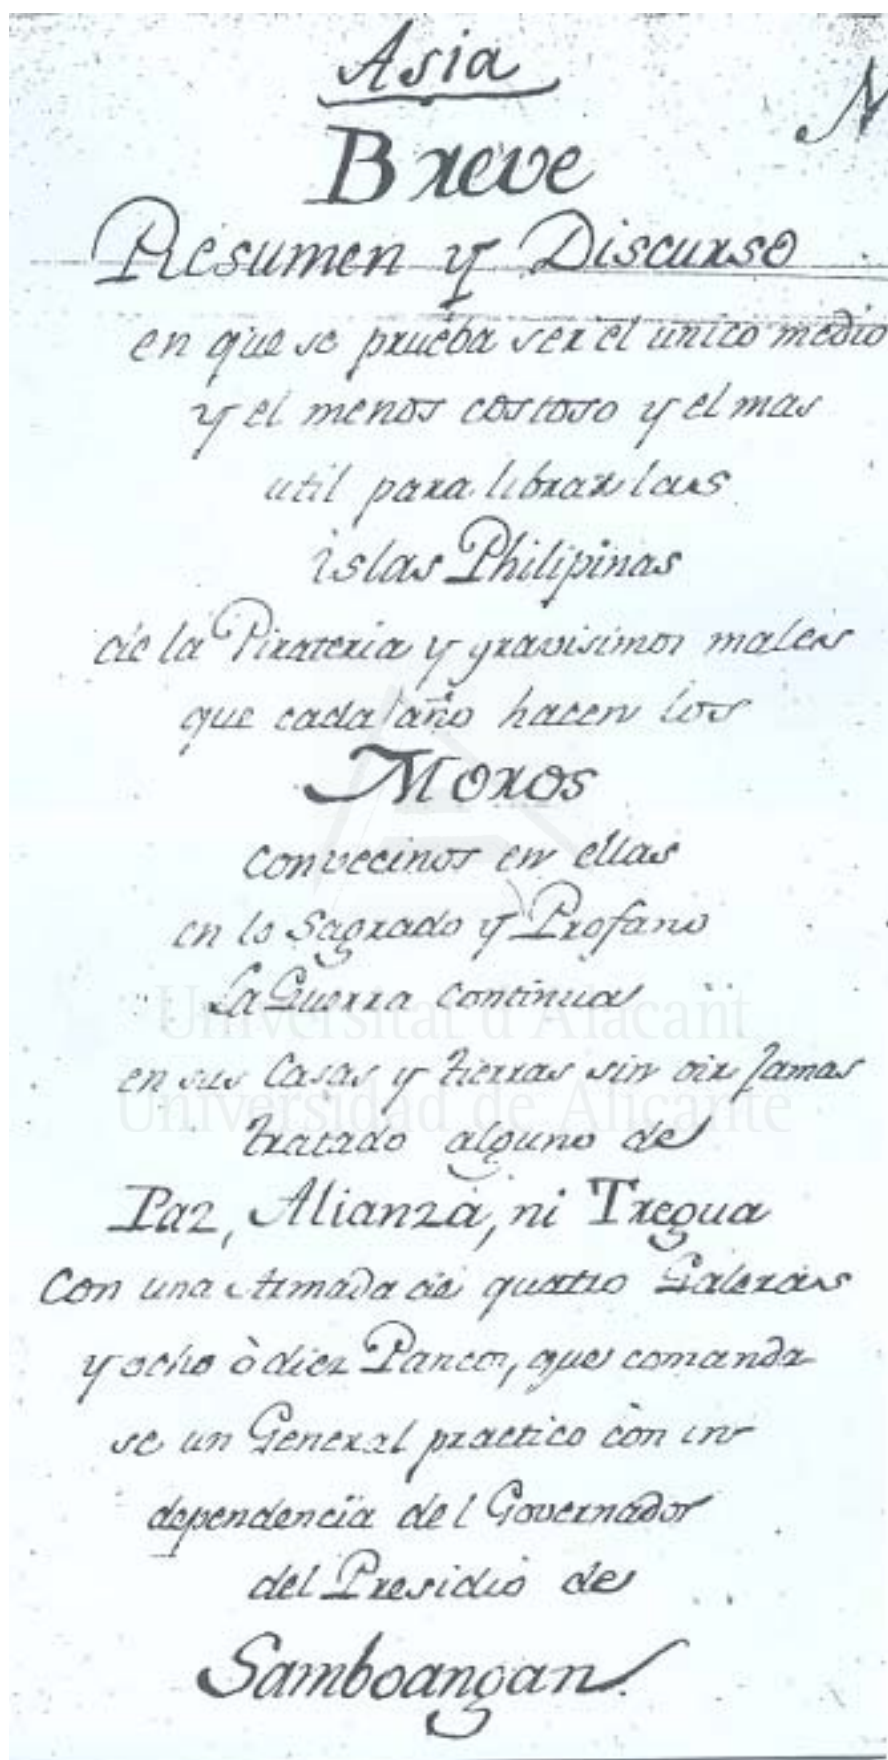 Asia
N
Breve
Resumen y Discurso
en que se prueba ser el unico medio
y el menos costoso y el mas
util para librar las
islas Philipinas
de la Pirateria y gravisimos males
que cada año hacen los
Moros
convecinos en ellas
en lo Sagrado y Profano
La Guerra continua
en sus Casas y tierras sin oir Jamas
tratado alguno de
Paz, Alianza, ni Tregua
Con una Armada de quatro Galeras
y ocho ò diez Pancos, que comanda
se un General practico con in
dependencia del Governador
del Presidio de
Samboangan
Universitat d'Alacant
Universidad de Alicante